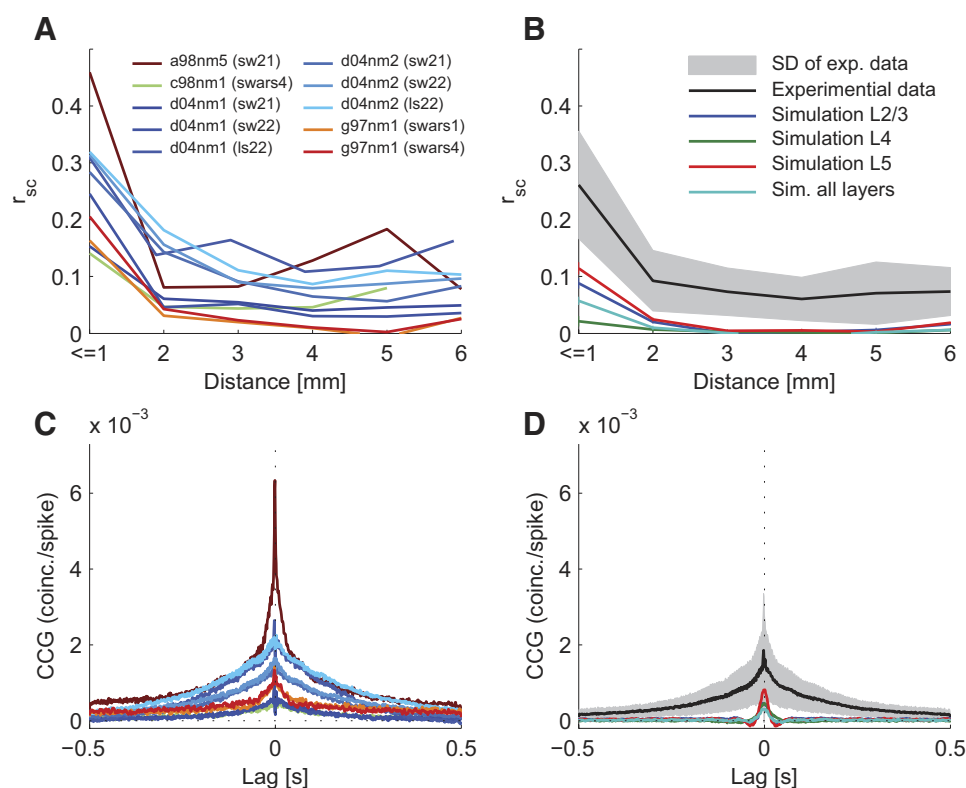 A
B
a98nm5 (sw21)
c98nm1 (swars4)
d04nm1 (sw21)
d04nm1 (sw22)
d04nm1 (ls22)
d04nm2 (sw21)
d04nm2 (sw22)
d04nm2 (ls22)
g97nm1 (swars1)
g97nm1 (swars4)
SD of exp. data
Experimential data
Simulation L2/3
Simulation L4
Simulation L5
Sim. all layers
r_sc
0.4
0.3
0.2
0.1
0
<=1 2 3 4 5 6
Distance [mm]
r_sc
0.4
0.3
0.2
0.1
0
<=1 2 3 4 5 6
Distance [mm]
C
x 10⁻³
CCG (coinc./spike)
6
4
2
0
−0.5 0 0.5
Lag [s]
D
x 10⁻³
CCG (coinc./spike)
6
4
2
0
−0.5 0 0.5
Lag [s]